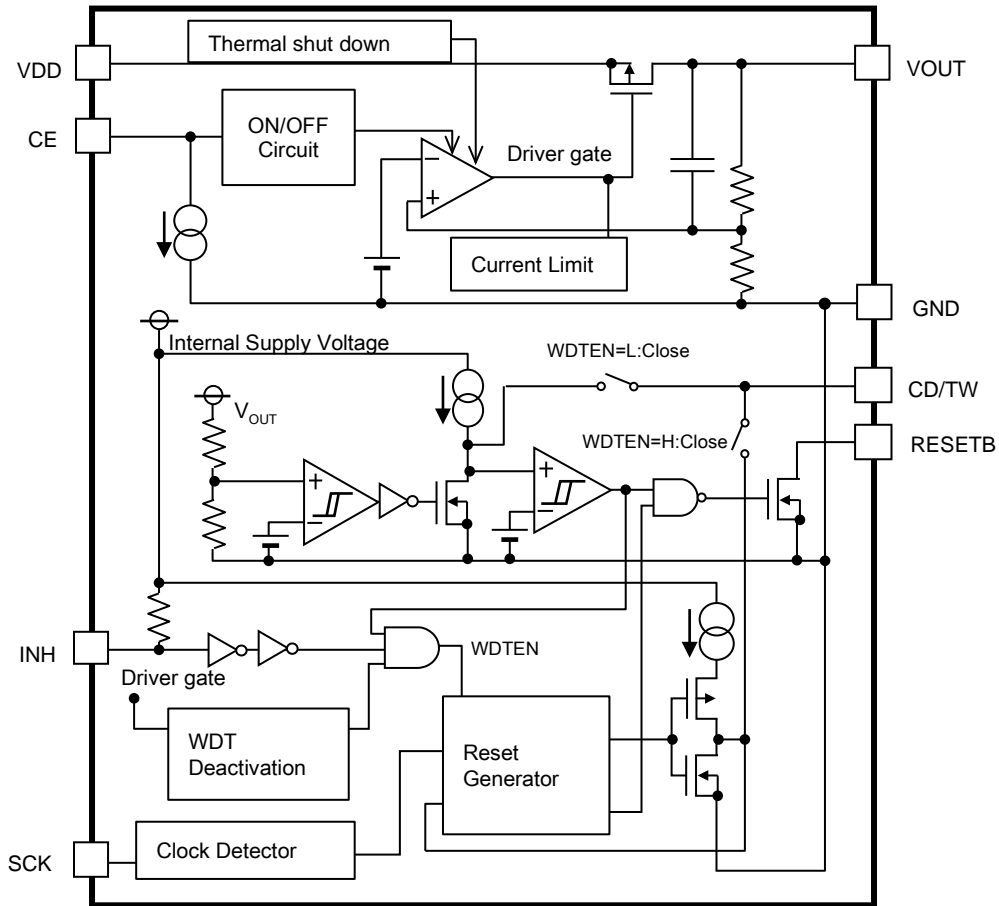 Thermal shut down
VDD
VOUT
CE
ON/OFF
Circuit
−
+
Driver gate
Current Limit
GND
Internal Supply Voltage
WDTEN=L:Close
CD/TW
VOUT
WDTEN=H:Close
RESETB
+
−
+
−
INH
WDTEN
Driver gate
WDT
Deactivation
Reset
Generator
SCK
Clock Detector